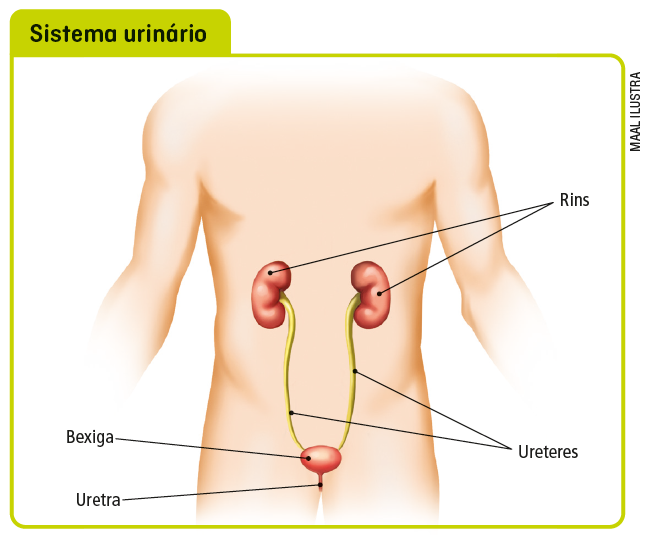 Sistema urinário
MAAL ILUSTRA
Rins
Bexiga
Ureteres
Uretra